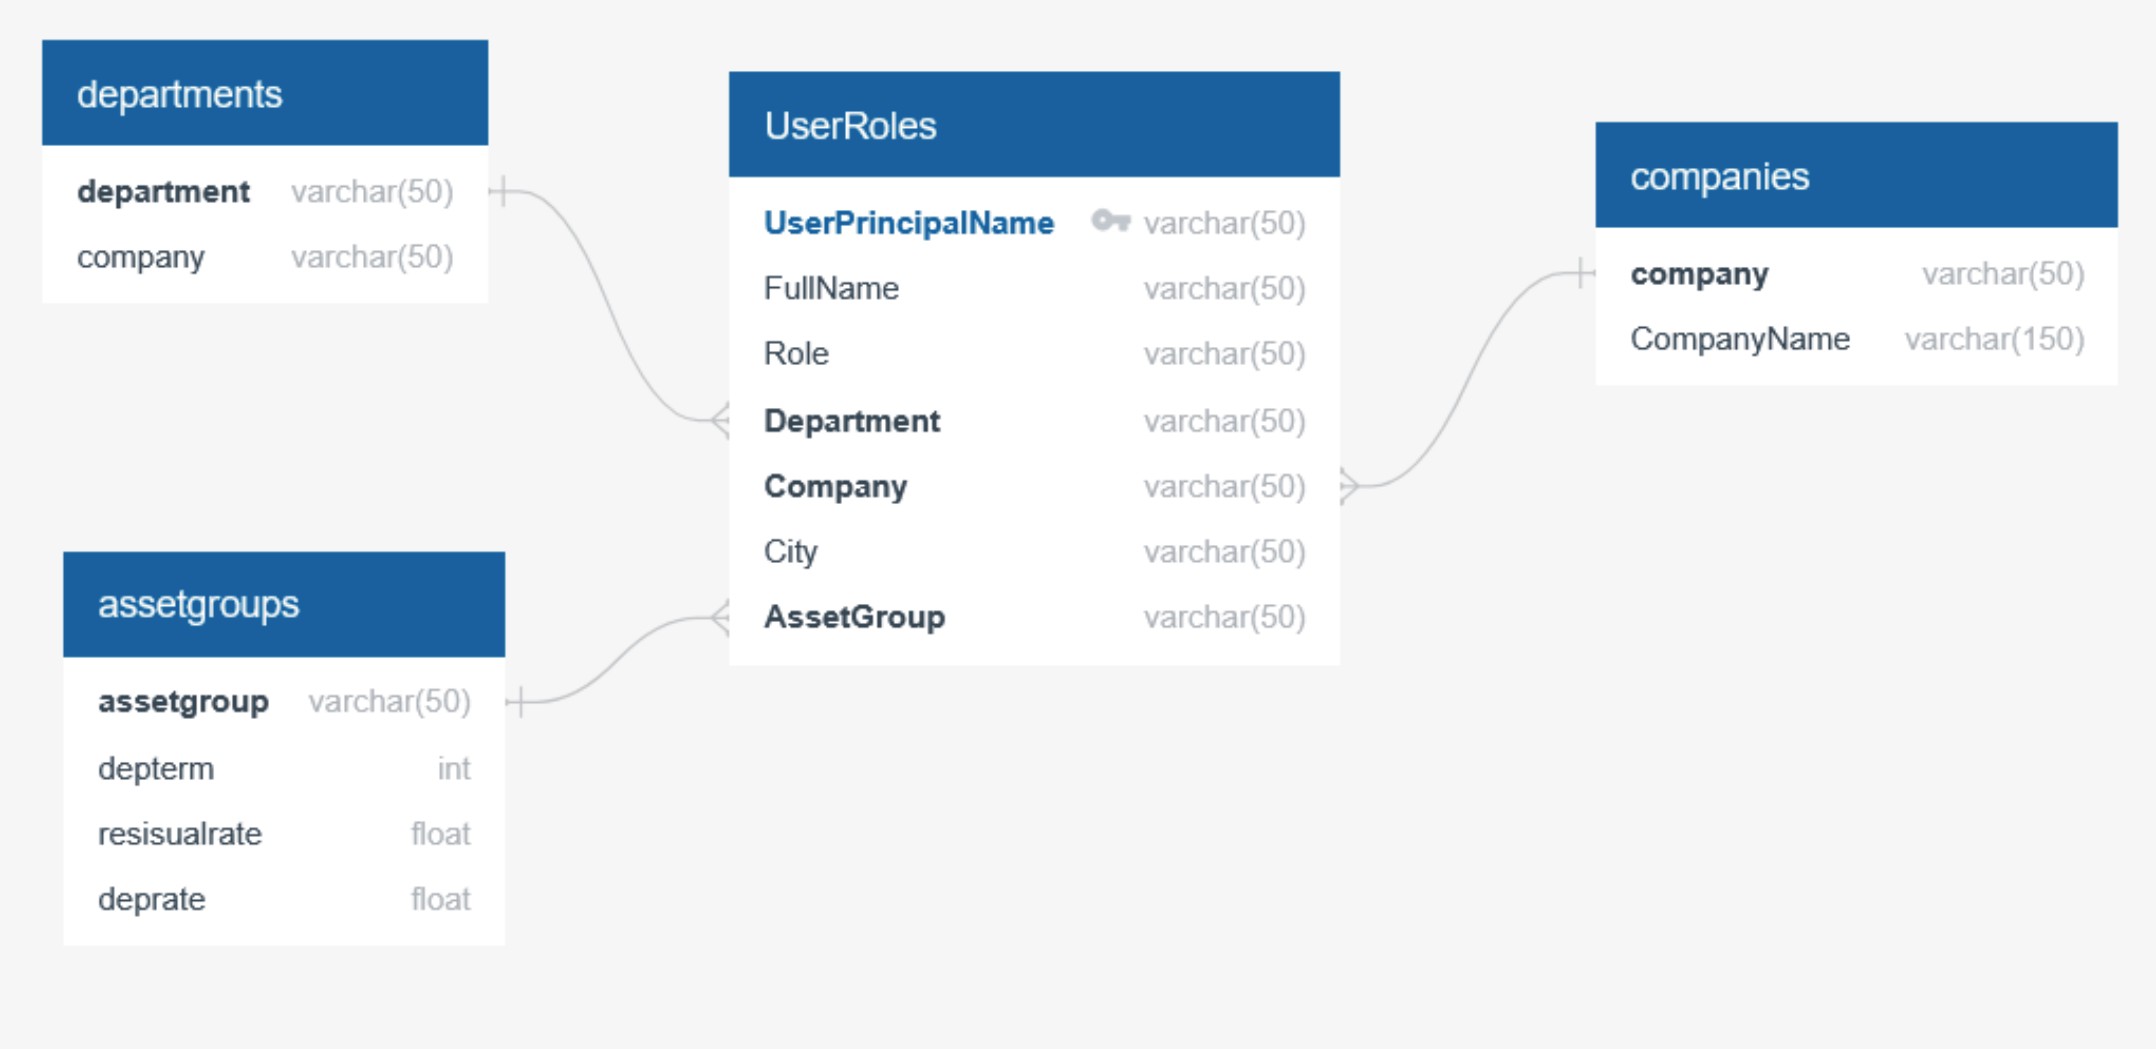 departments
department varchar(50)
company varchar(50)
UserRoles
UserPrincipalName varchar(50)
FullName varchar(50)
Role varchar(50)
Department varchar(50)
Company varchar(50)
City varchar(50)
AssetGroup varchar(50)
companies
company varchar(50)
CompanyName varchar(150)
assetgroups
assetgroup varchar(50)
depterm int
resisualrate float
deprate float